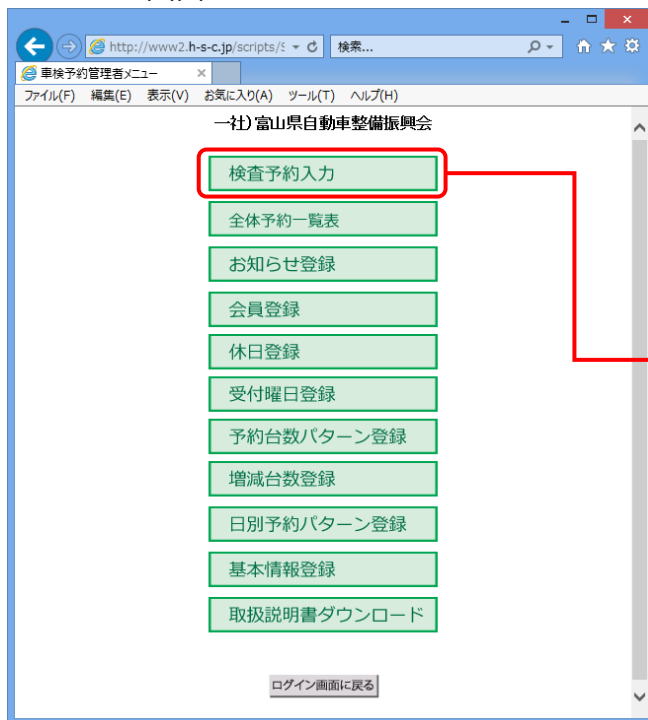 http://www2.h-s-c.jp/scripts/S
検索...
車検予約管理者メニュー
ファイル(F) 編集(E) 表示(V) お気に入り(A) ツール(T) ヘルプ(H)
一社)富山県自動車整備振興会
検査予約入力
全体予約一覧表
お知らせ登録
会員登録
休日登録
受付曜日登録
予約台数パターン登録
増減台数登録
日別予約パターン登録
基本情報登録
取扱説明書ダウンロード
ログイン画面に戻る